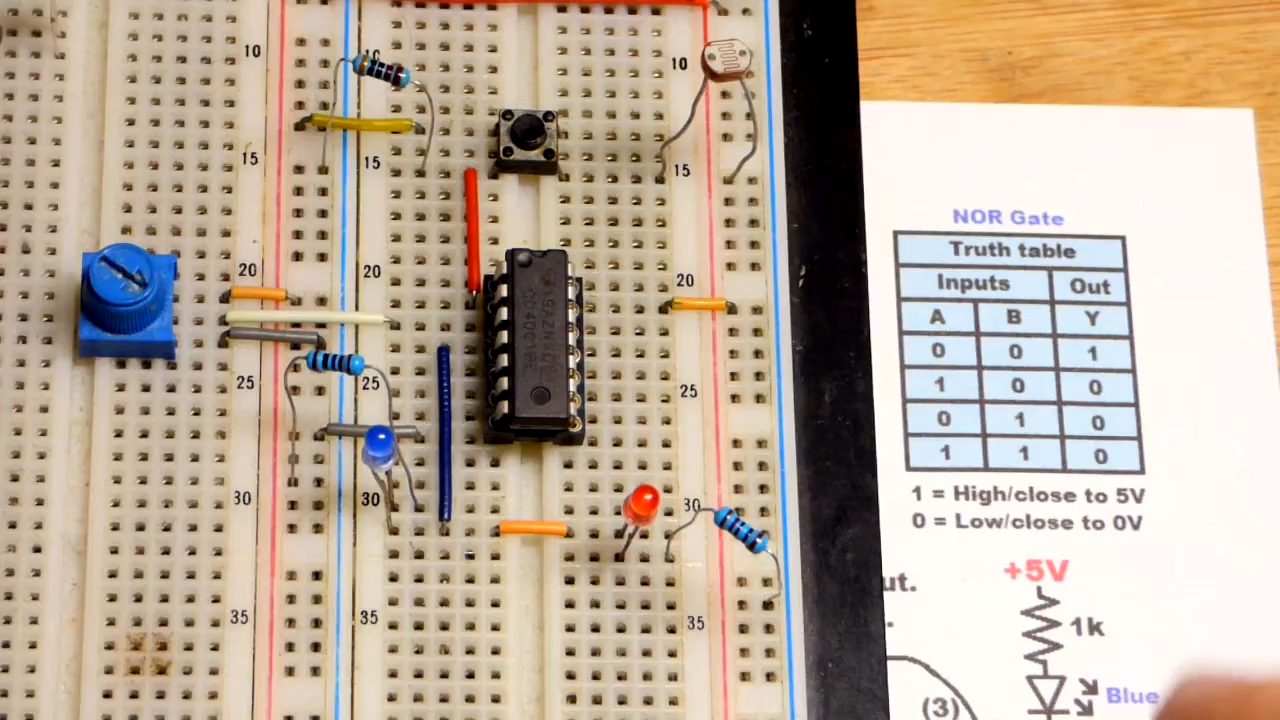 10
10
10
15
15
15
20
20
20
25
25
25
30
30
30
35
35
35
NOR Gate
Truth table
Inputs Out
A B Y
0 0 1
1 0 0
0 1 0
1 1 0
1 = High/close to 5V
0 = Low/close to 0V
+5V
ut.
1k
Blue
(3)